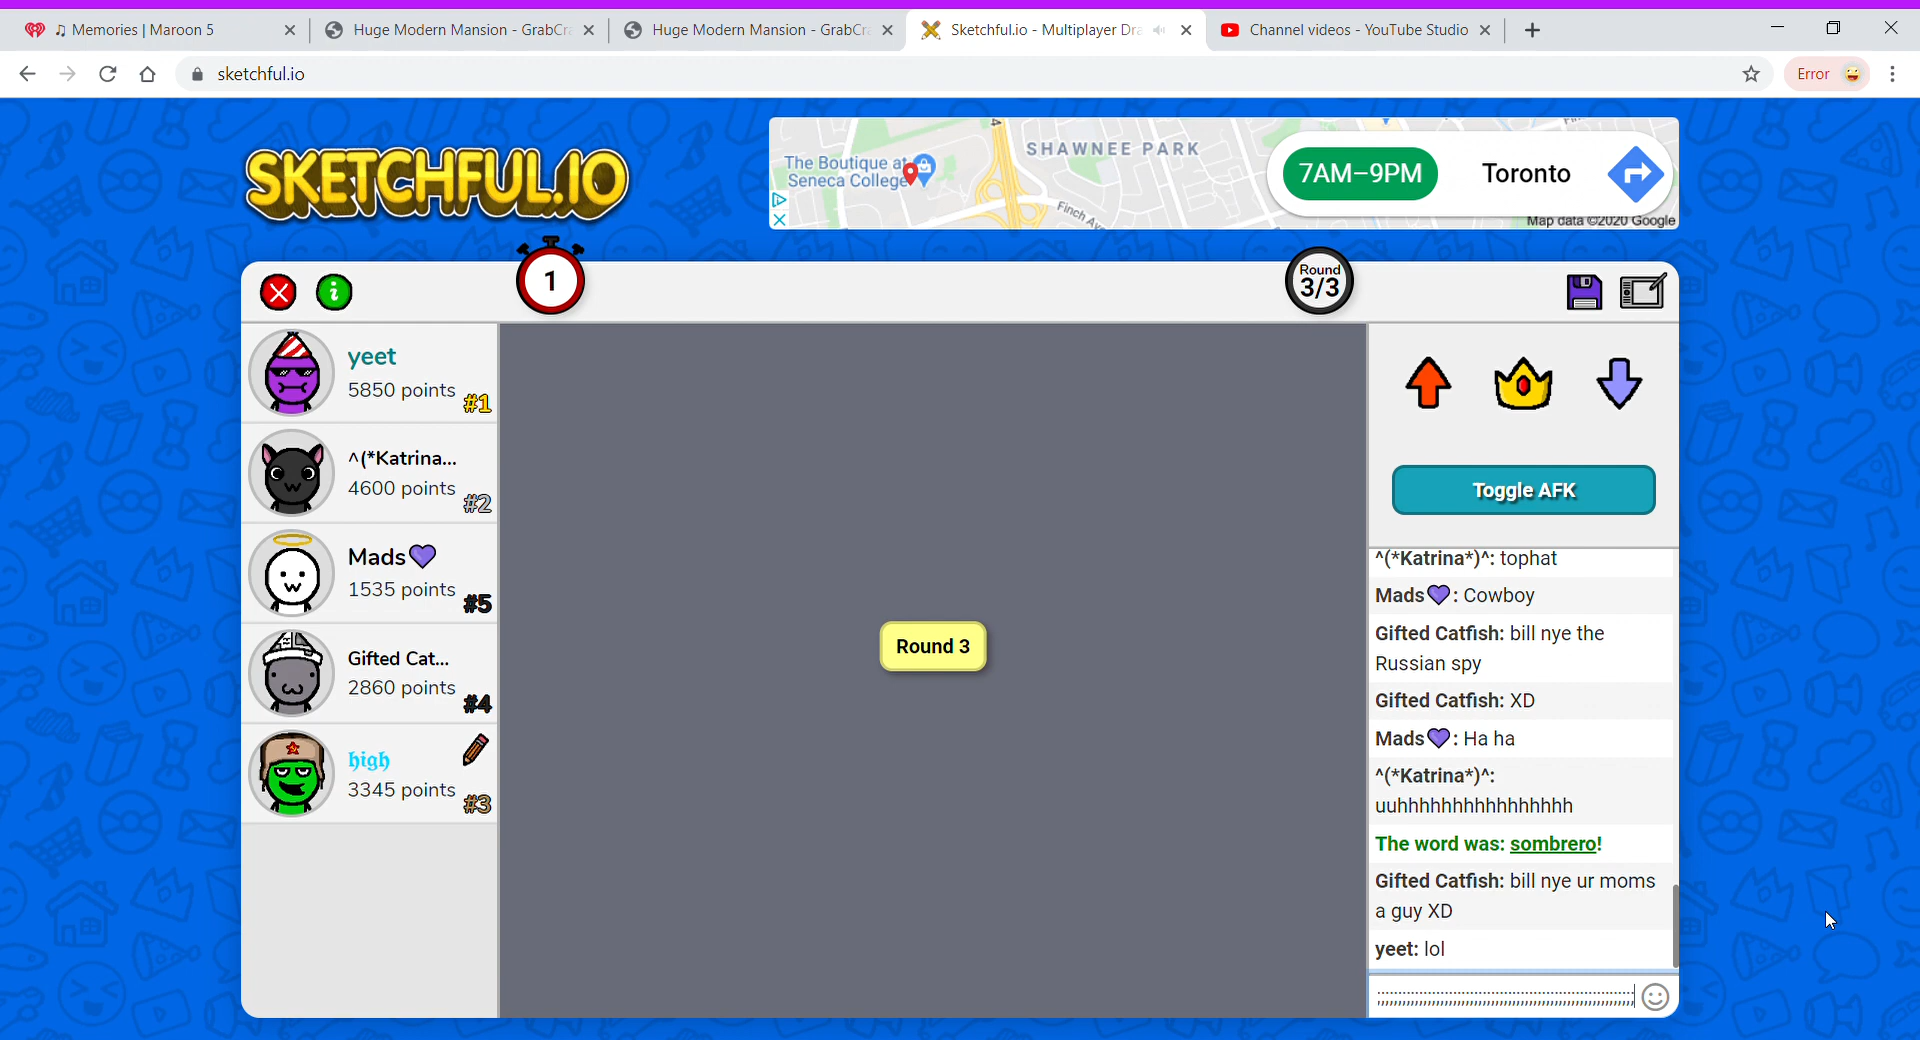 ♫ Memories | Maroon 5
Huge Modern Mansion - GrabCr
Huge Modern Mansion - GrabCra
Sketchful.io - Multiplayer Dra
Channel videos - YouTube Studio
sketchful.io
Error
SKETCHFUL.IO
The Boutique at
Seneca College
SHAWNEE PARK
Finch Av
7AM–9PM
Toronto
Map data ©2020 Google
1
Round
3/3
yeet
5850 points
#1
^(*Katrina...
4600 points
#2
Mads💜
1535 points
#5
Gifted Cat...
2860 points
#4
𝖍𝖎𝖌𝖍
3345 points
#3
Round 3
Toggle AFK
^(*Katrina*)^: tophat
Mads💜: Cowboy
Gifted Catfish: bill nye the
Russian spy
Gifted Catfish: XD
Mads💜: Ha ha
^(*Katrina*)^:
uuhhhhhhhhhhhhhhhh
The word was: sombrero!
Gifted Catfish: bill nye ur moms
a guy XD
yeet: lol